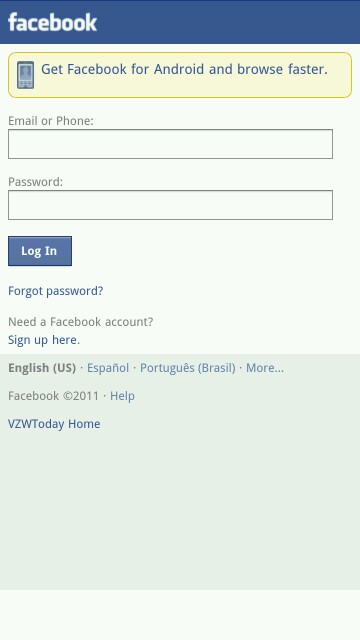 facebook
Get Facebook for Android and browse faster.
Email or Phone:
Password:
Log In
Forgot password?
Need a Facebook account?
Sign up here.
English (US) · Español · Português (Brasil) · More...
Facebook ©2011 · Help
VZWToday Home